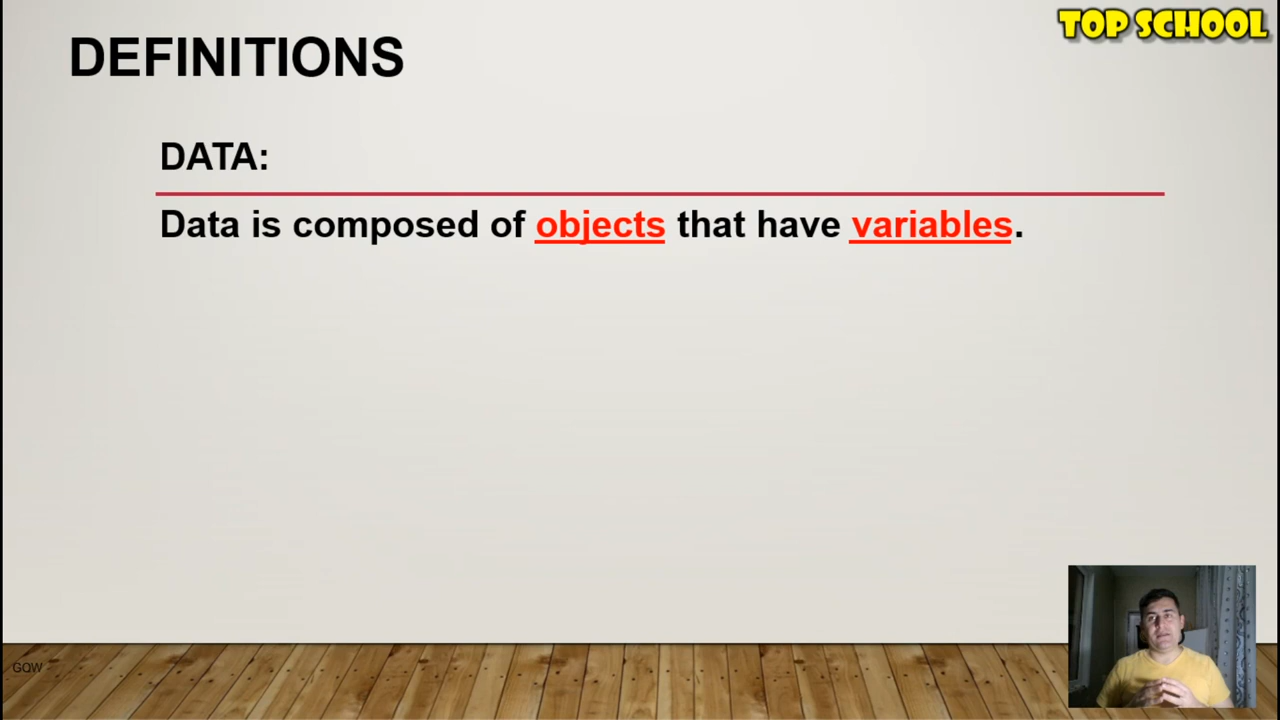 TOP SCHOOL
DEFINITIONS
DATA:
Data is composed of objects that have variables.
GQW